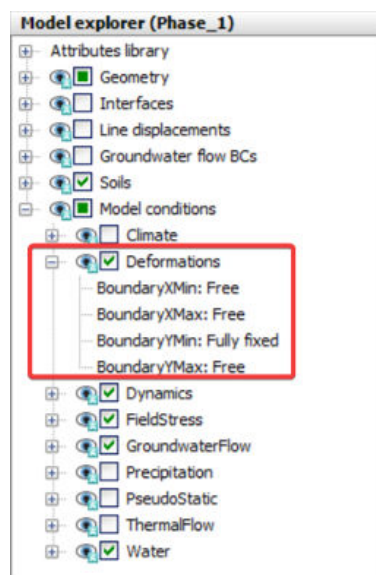 Model explorer (Phase_1)
Attributes library
Geometry
Interfaces
Line displacements
Groundwater flow BCs
Soils
Model conditions
Climate
Deformations
BoundaryXMin: Free
BoundaryXMax: Free
BoundaryYMin: Fully fixed
BoundaryYMax: Free
Dynamics
FieldStress
GroundwaterFlow
Precipitation
PseudoStatic
ThermalFlow
Water